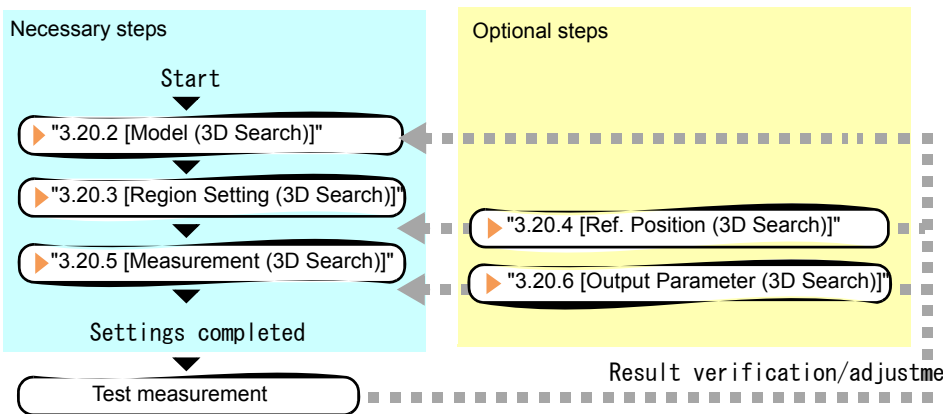 Necessary steps
Start
"3.20.2 [Model (3D Search)]"
"3.20.3 [Region Setting (3D Search)]"
"3.20.5 [Measurement (3D Search)]"
Settings completed
Test measurement
Optional steps
"3.20.4 [Ref. Position (3D Search)]"
"3.20.6 [Output Parameter (3D Search)]"
Result verification/adjustme